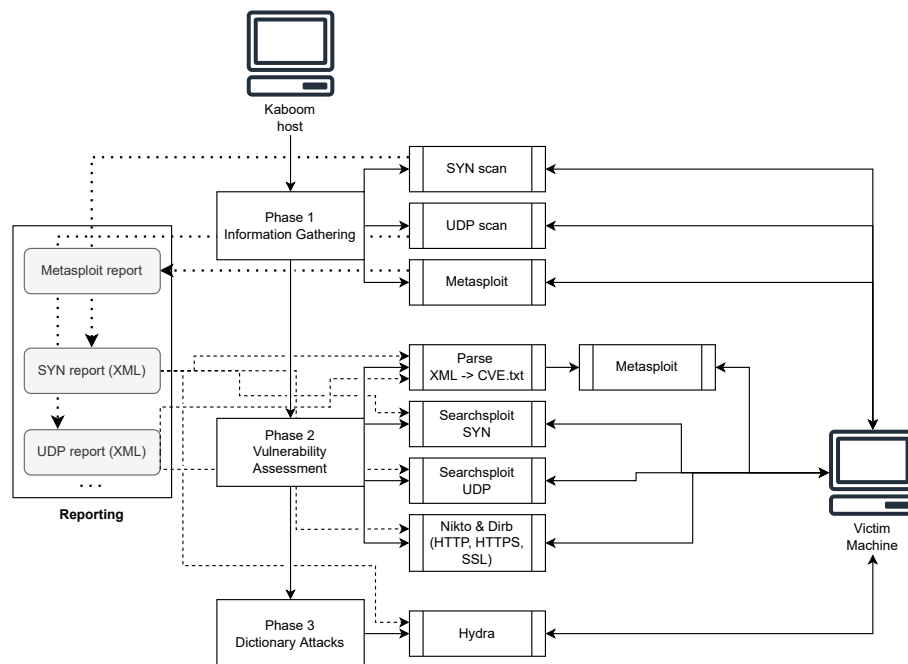 Kaboom
host
SYN scan
Phase 1
Information Gathering
UDP scan
Metasploit report
Metasploit
SYN report (XML)
Parse
XML -> CVE.txt
Metasploit
Searchsploit
SYN
Phase 2
Vulnerability
Assessment
UDP report (XML)
Searchsploit
UDP
...
Reporting
Nikto & Dirb
(HTTP, HTTPS,
SSL)
Victim
Machine
Phase 3
Dictionary Attacks
Hydra